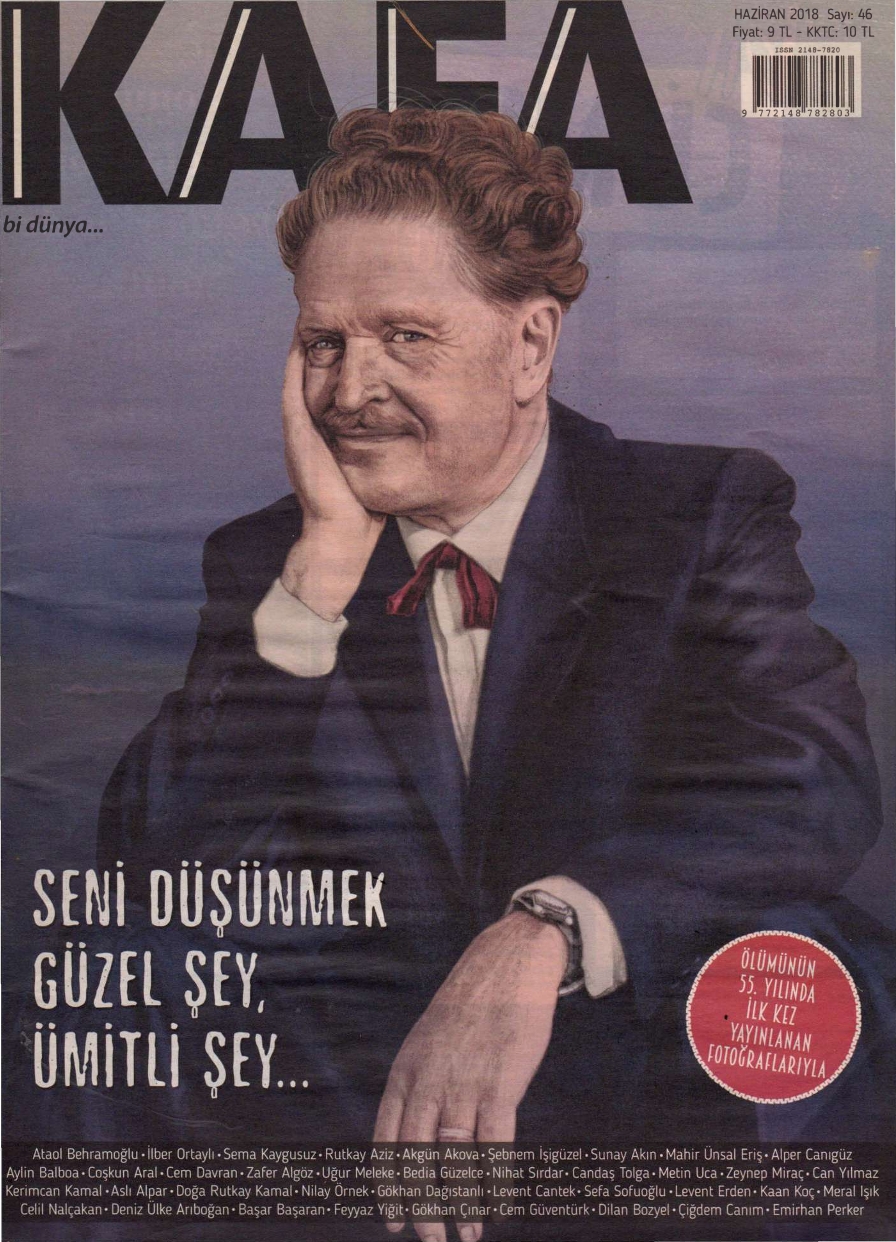 KAFA
HAZİRAN 2018 Sayı: 46
Fiyat: 9 TL - KKTC: 10 TL
ISSN 2148-7820
9 772148 782803
bi dünya...
SENİ DÜŞÜNMEK
GÜZEL ŞEY,
ÜMİTLİ ŞEY...
ÖLÜMÜNÜN
55. YILINDA
İLK KEZ
YAYINLANAN
FOTOĞRAFLARIYLA
Ataol Behramoğlu • İlber Ortaylı • Sema Kaygusuz • Rutkay Aziz • Akgün Akova • Şebnem İşigüzel • Sunay Akın • Mahir Ünsal Eriş • Alper Canıgüz
Aylin Balboa • Coşkun Aral • Cem Davran • Zafer Algöz • Uğur Meleke • Bedia Güzelce • Nihat Sırdar • Candaş Tolga • Metin Uca • Zeynep Miraç • Can Yılmaz
Kerimcan Kamal • Aslı Alpar • Doğa Rutkay Kamal • Nilay Örnek • Gökhan Dağıstanlı • Levent Cantek • Sefa Sofuoğlu • Levent Erden • Kaan Koç • Meral Işık
Celil Nalçakan • Deniz Ülke Arıboğan • Başar Başaran • Feyyaz Yiğit • Gökhan Çınar • Cem Güventürk • Dilan Bozyel • Çiğdem Canım • Emirhan Perker